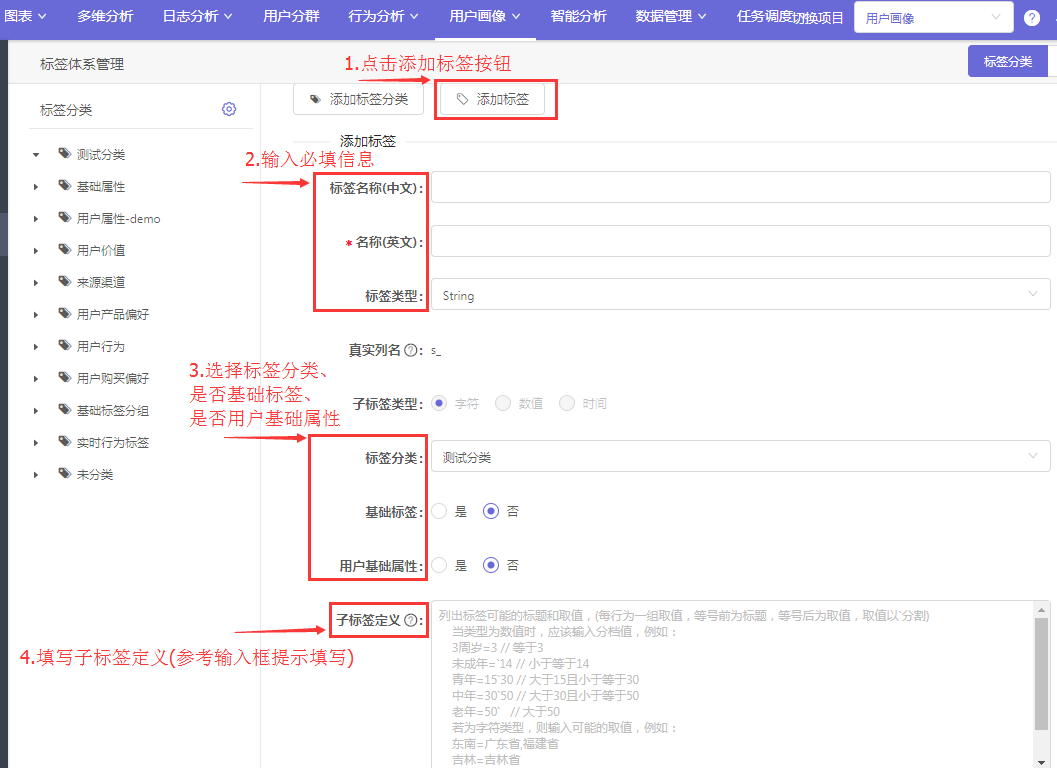 图表 多维分析 日志分析 用户分群 行为分析 用户画像 智能分析 数据管理 任务调度 切换项目 用户画像 ?
标签体系管理
标签分类
1.点击添加标签按钮
标签分类
添加标签分类
添加标签
添加标签
2.输入必填信息
测试分类
基础属性
用户属性-demo
用户价值
来源渠道
用户产品偏好
用户行为
用户购买偏好
基础标签分组
实时行为标签
未分类
标签名称(中文):
* 名称(英文):
标签类型: String
真实列名 ? : s_
3.选择标签分类、
是否基础标签、
是否用户基础属性
子标签类型: 字符 数值 时间
标签分类: 测试分类
基础标签: 是 否
用户基础属性: 是 否
子标签定义 ? :
4.填写子标签定义(参考输入框提示填写)
列出标签可能的标题和取值，(每行为一组取值，等号前为标题，等号后为取值，取值以`分割)
当类型为数值时，应该输入分档值，例如：
3周岁=3 // 等于3
未成年=`14 // 小于等于14
青年=15`30 // 大于15且小于等于30
中年=30`50 // 大于30且小于等于50
老年=50` // 大于50
若为字符类型，则输入可能的取值，例如：
东南=广东省,福建省
吉林=吉林省